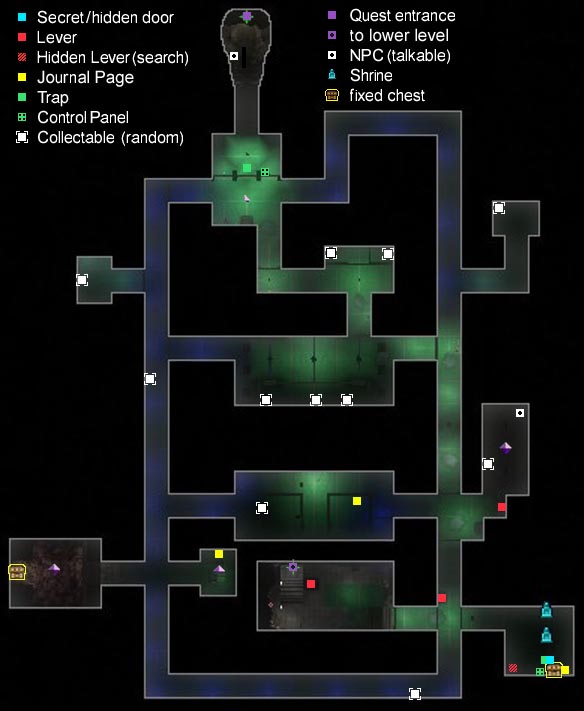 Secret/hidden door
Lever
Hidden Lever (search)
Journal Page
Trap
Control Panel
Collectable (random)
Quest entrance
to lower level
NPC (talkable)
Shrine
fixed chest